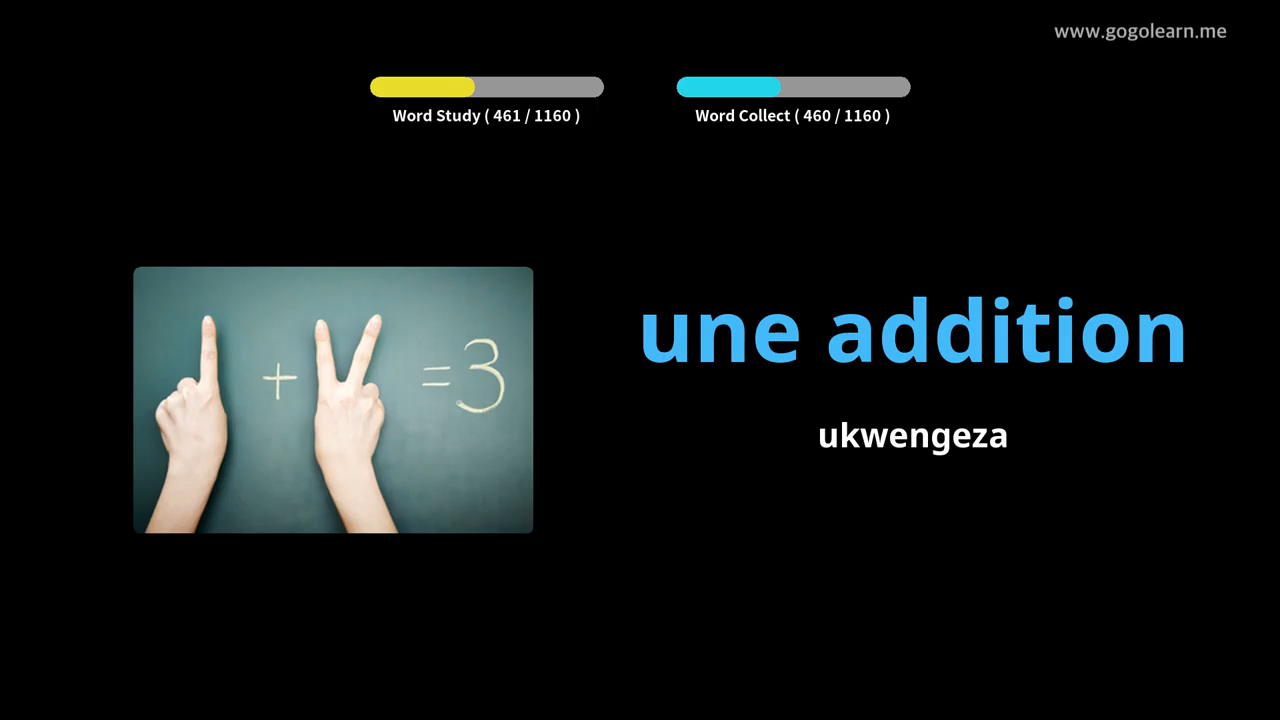 www.gogolearn.me
Word Study ( 461 / 1160 )
Word Collect ( 460 / 1160 )
+ =3
une addition
ukwengeza